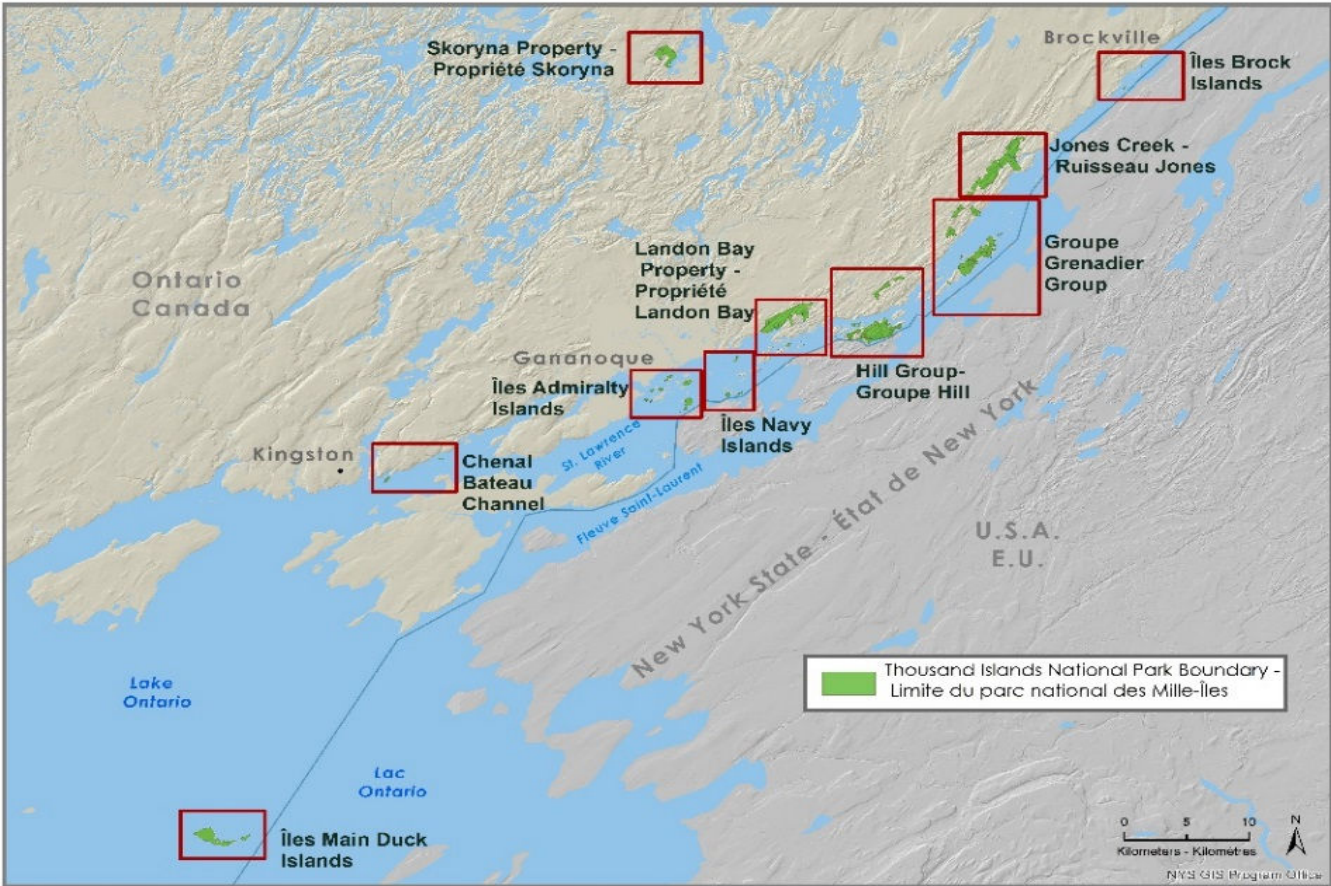 Skoryna Property -
Propriété Skoryna
Brockville
Îles Brock
Islands
Jones Creek -
Ruisseau Jones
Groupe
Grenadier
Group
Landon Bay
Property -
Propriété
Landon Bay
Ontario
Canada
Gananoque
Hill Group-
Groupe Hill
Îles Admiralty
Islands
Îles Navy
Islands
Kingston
Chenal
Bateau
Channel
St. Lawrence
River
Fleuve Saint-Laurent
New York State - État de New York
U.S.A.
E.U.
Thousand Islands National Park Boundary -
Limite du parc national des Mille-Îles
Lake
Ontario
Lac
Ontario
Îles Main Duck
Islands
0 5 10
Kilometers - Kilomètres
N
NYS GIS Program Office